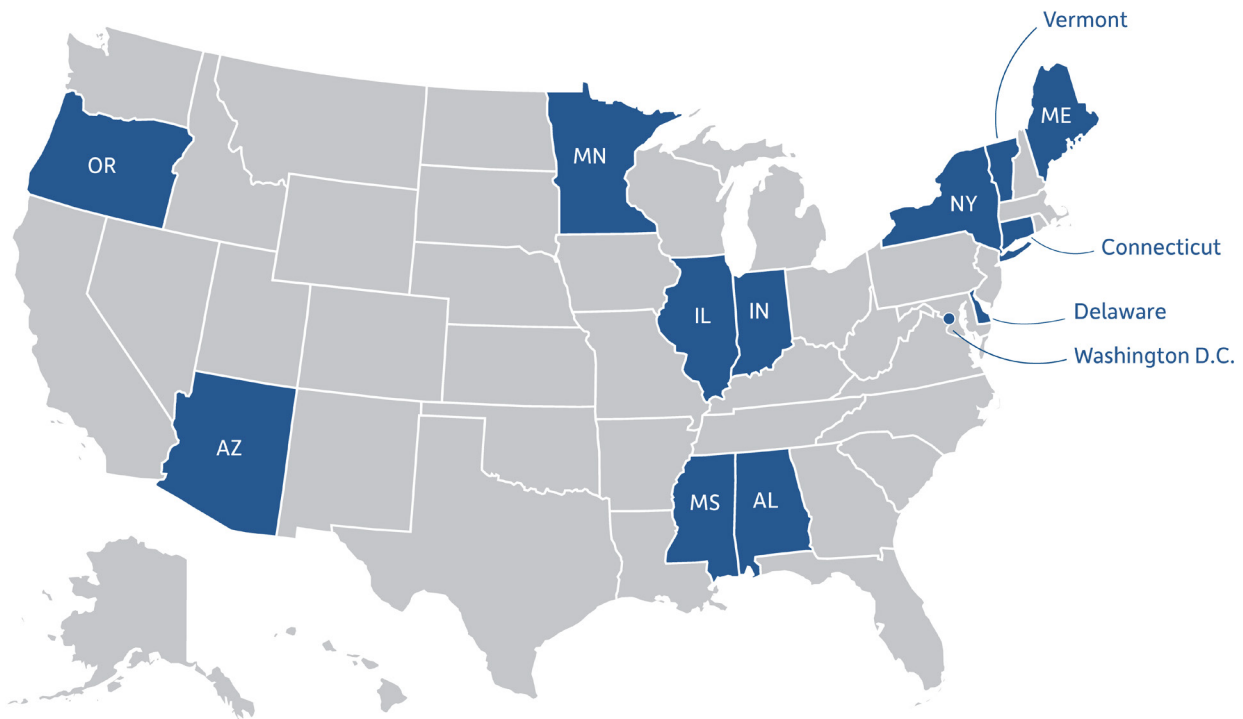 Vermont
ME
OR
MN
NY
Connecticut
IL
IN
Delaware
Washington D.C.
AZ
MS
AL